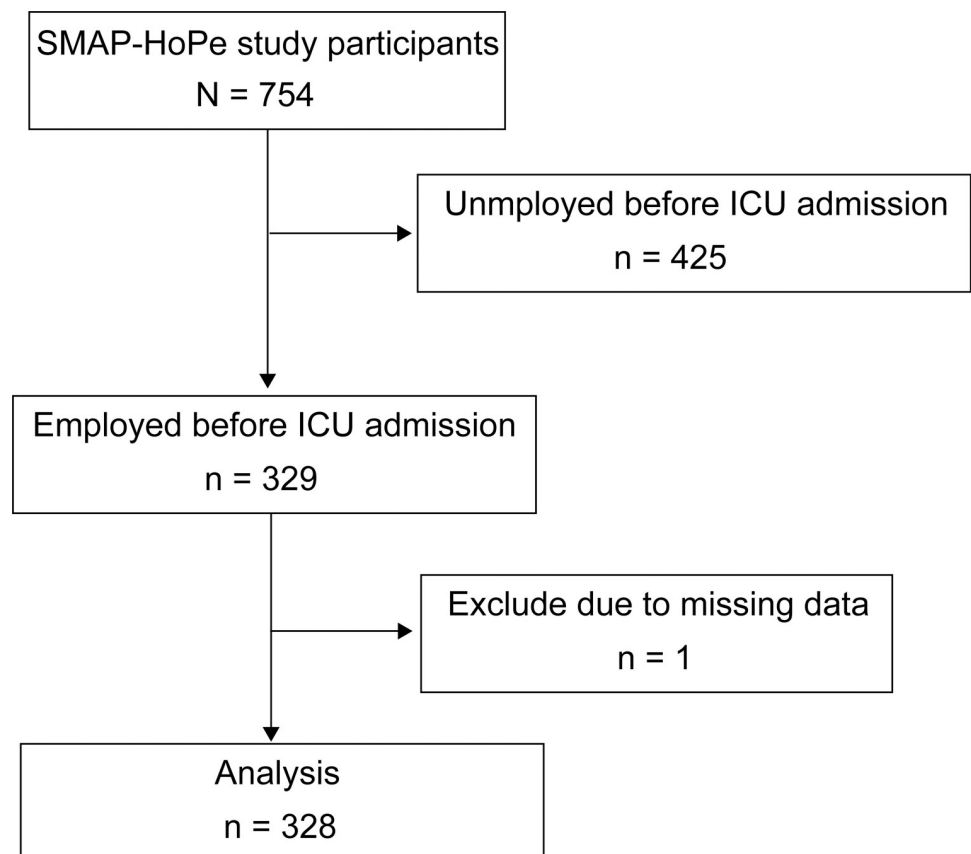 SMAP-HoPe study participants
N = 754
Unmployed before ICU admission
n = 425
Employed before ICU admission
n = 329
Exclude due to missing data
n = 1
Analysis
n = 328